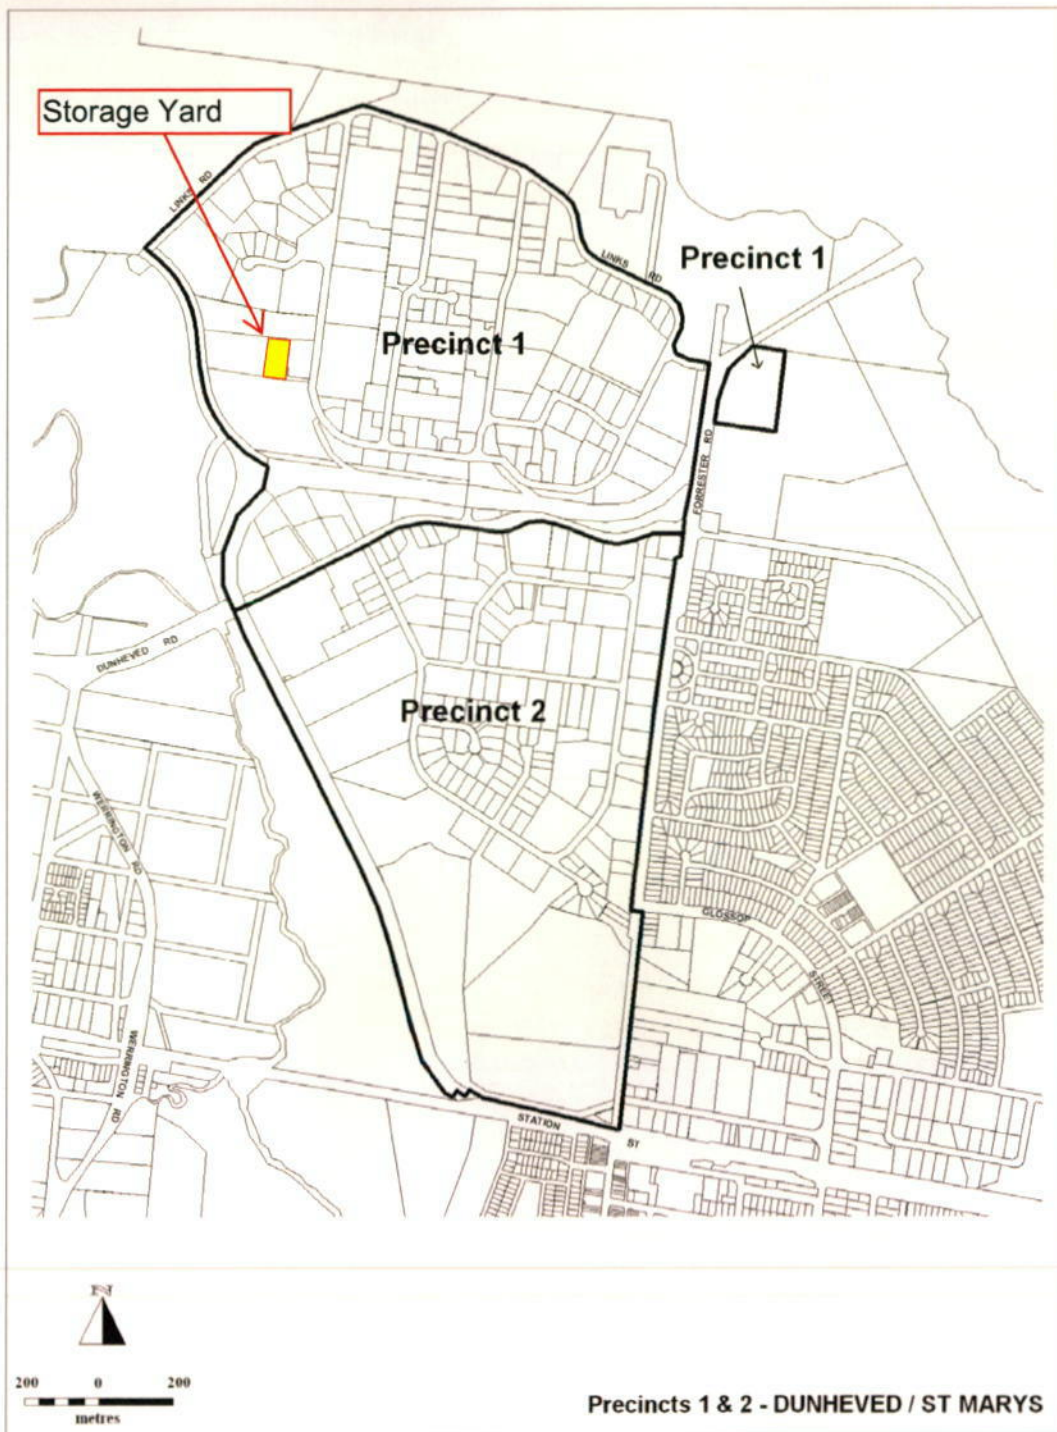 Storage Yard
LINKS RD
LINKS RD
Precinct 1
Precinct 1
FORRESTER RD
DUNHEVED RD
Precinct 2
WERRINGTON RD
GLOSSOP STREET
WERRINGTON RD
STATION ST
N
200 0 200
metres
Precincts 1 & 2 - DUNHEVED / ST MARYS